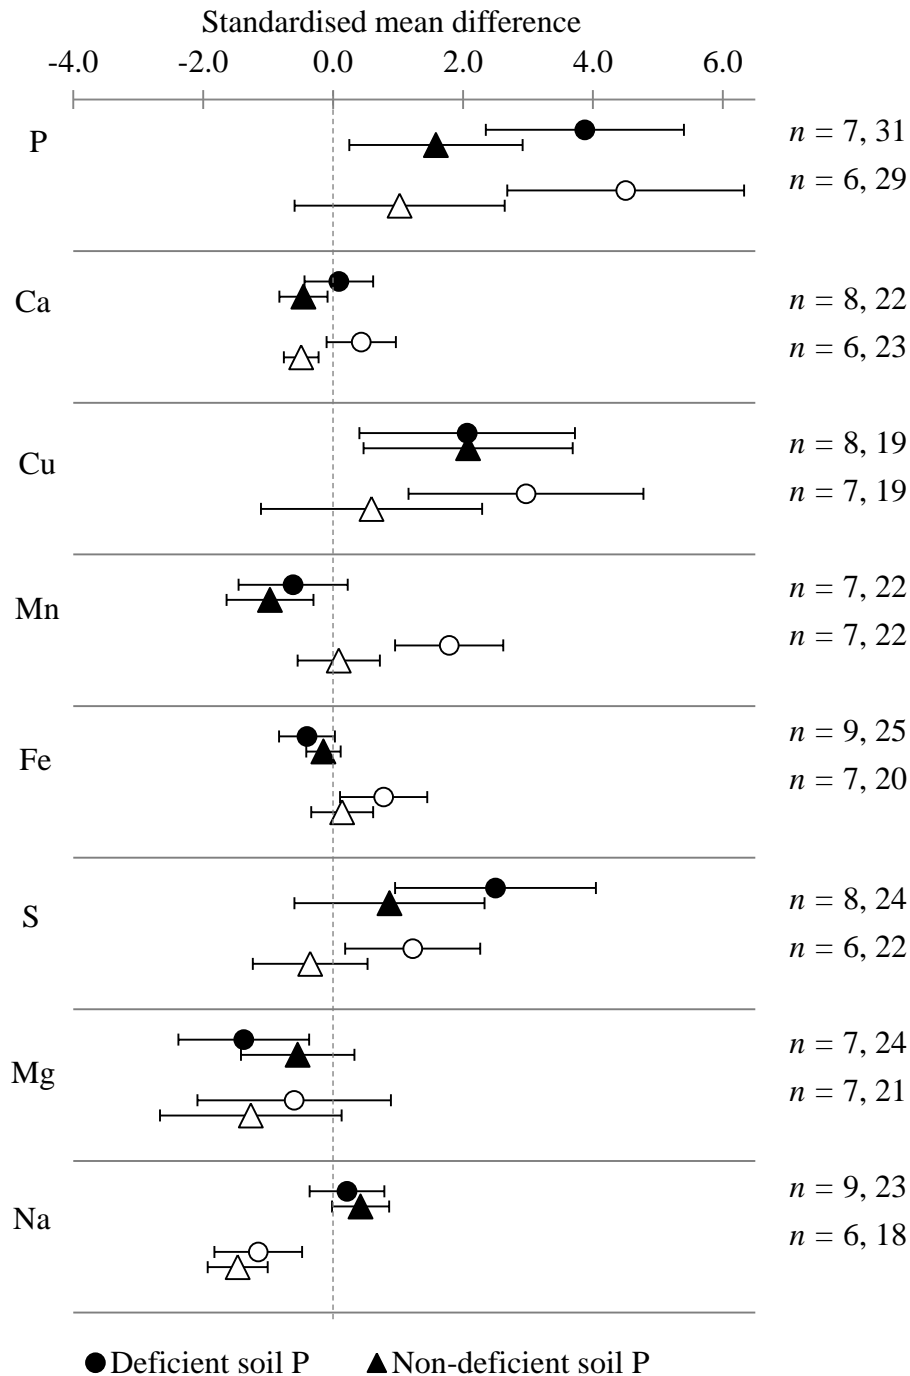 Standardised mean difference
-4.0 -2.0 0.0 2.0 4.0 6.0
P
n = 7, 31
n = 6, 29
Ca
n = 8, 22
n = 6, 23
Cu
n = 8, 19
n = 7, 19
Mn
n = 7, 22
n = 7, 22
Fe
n = 9, 25
n = 7, 20
S
n = 8, 24
n = 6, 22
Mg
n = 7, 24
n = 7, 21
Na
n = 9, 23
n = 6, 18
Deficient soil P Non-deficient soil P